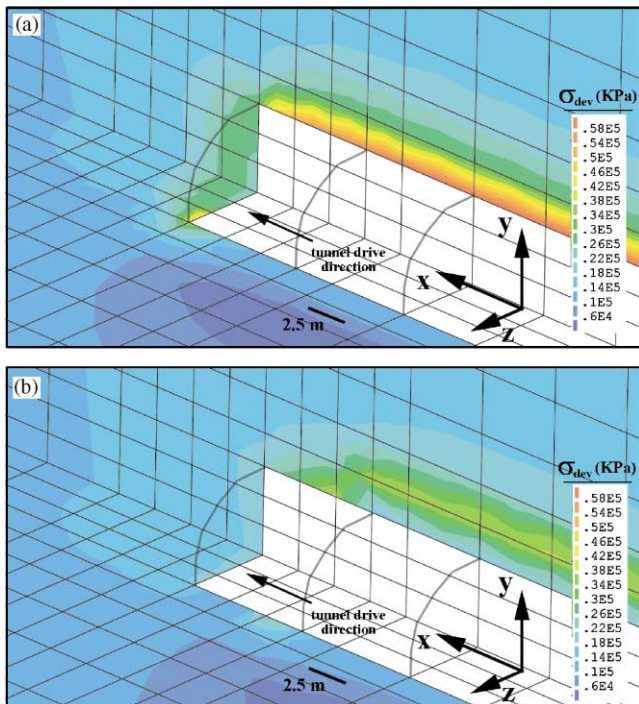 (a)
σdev (KPa)
.58E5
.54E5
.5E5
.46E5
.42E5
.38E5
.34E5
.3E5
.26E5
.22E5
.18E5
.14E5
.1E5
.6E4
y
x
z
tunnel drive
direction
2.5 m
(b)
σdev (KPa)
.58E5
.54E5
.5E5
.46E5
.42E5
.38E5
.34E5
.3E5
.26E5
.22E5
.18E5
.14E5
.1E5
.6E4
y
x
z
tunnel drive
direction
2.5 m